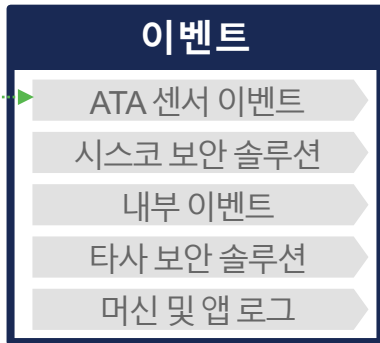 이벤트
ATA 센서 이벤트
시스코 보안 솔루션
내부 이벤트
타사 보안 솔루션
머신 및 앱 로그